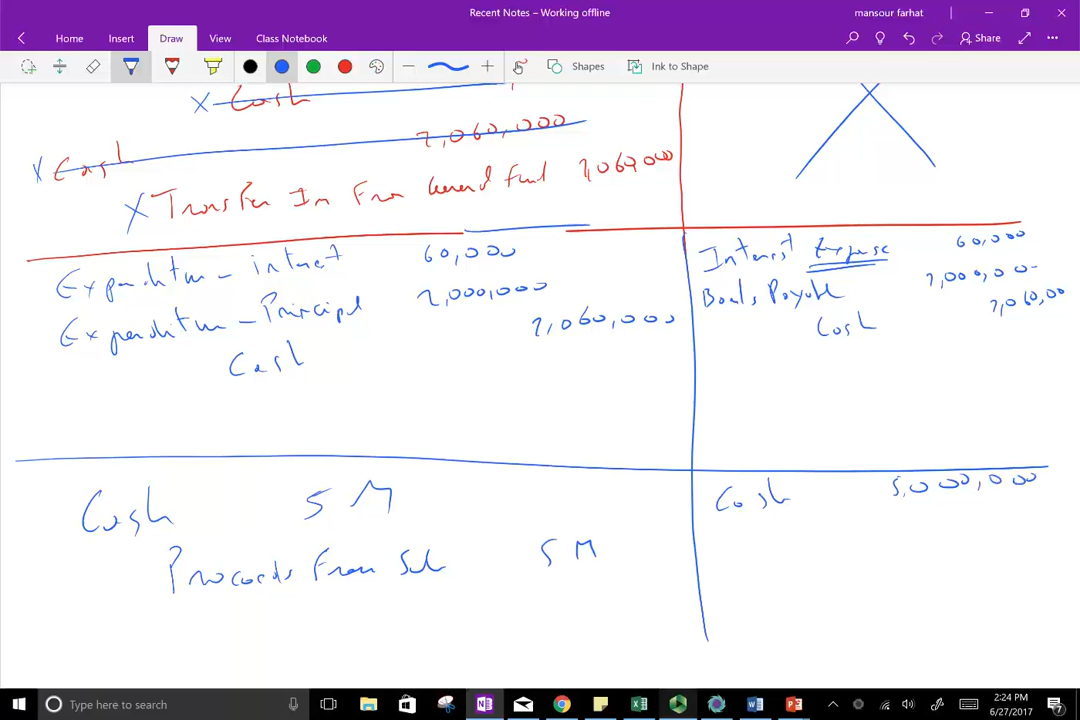 Recent Notes – Working offline
mansour farhat
Home Insert Draw View Class Notebook
Share
Shapes
Ink to Shape
X Cash
7,060,000
X Cash
X Transfer In From General Fund 7,060,000
Expenditure – interest 60,000
Expenditure – Principal 7,000,000
Cash 7,060,000
Interest Expense 60,000
Bonds Payable 7,000,000
Cash 7,060,00
Cash 5 M
Proceeds From Sale 5 M
Cash 5,000,000
Type here to search
2:24 PM
6/27/2017
7